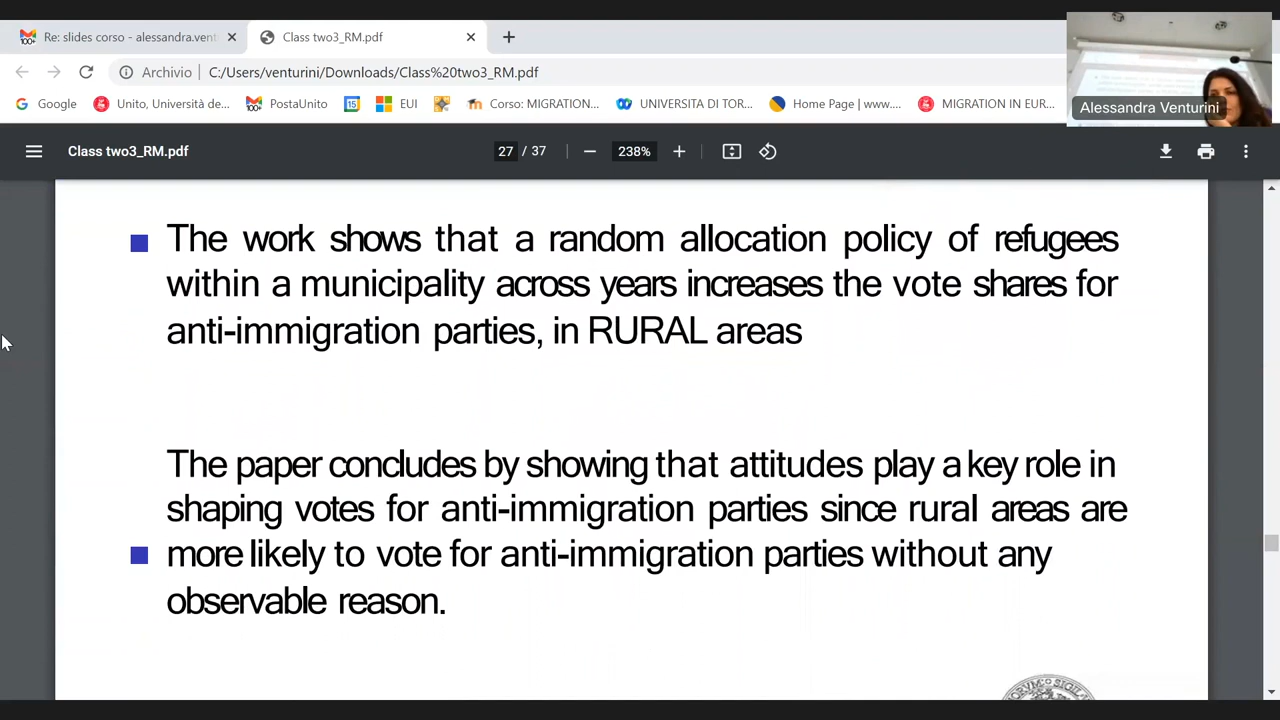 Re: slides corso - alessandra.ven
Class two3_RM.pdf
Archivio
C:/Users/venturini/Downloads/Class%20two3_RM.pdf
Google
Unito, Università de...
PostaUnito
EUI
Corso: MIGRATION...
UNIVERSITA DI TOR...
Home Page | www....
MIGRATION IN EUR...
Alessandra Venturini
Class two3_RM.pdf
27 / 37
238%
The work shows that a random allocation policy of refugees
within a municipality across years increases the vote shares for
anti-immigration parties, in RURAL areas
The paper concludes by showing that attitudes play a key role in
shaping votes for anti-immigration parties since rural areas are
more likely to vote for anti-immigration parties without any
observable reason.